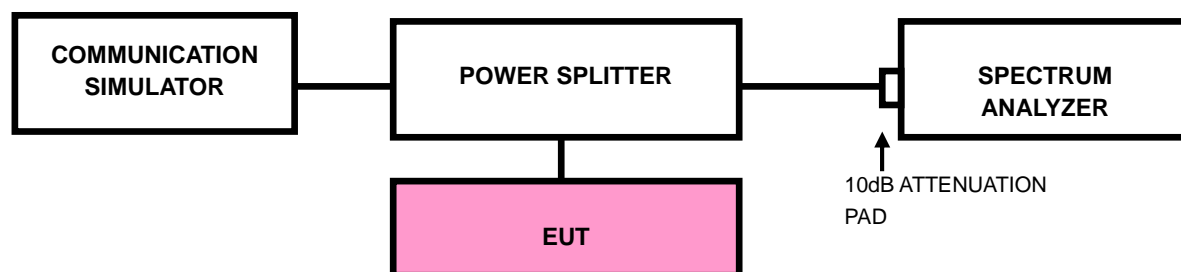 COMMUNICATION
SIMULATOR
POWER SPLITTER
SPECTRUM
ANALYZER
10dB ATTENUATION
PAD
EUT